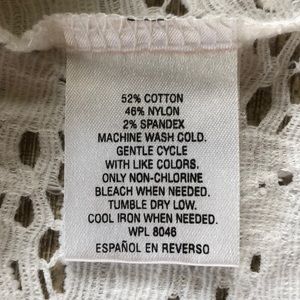 52% COTTON
46% NYLON
2% SPANDEX
MACHINE WASH COLD.
GENTLE CYCLE
WITH LIKE COLORS.
ONLY NON-CHLORINE
BLEACH WHEN NEEDED.
TUMBLE DRY LOW.
COOL IRON WHEN NEEDED.
WPL 8046
ESPAÑOL EN REVERSO